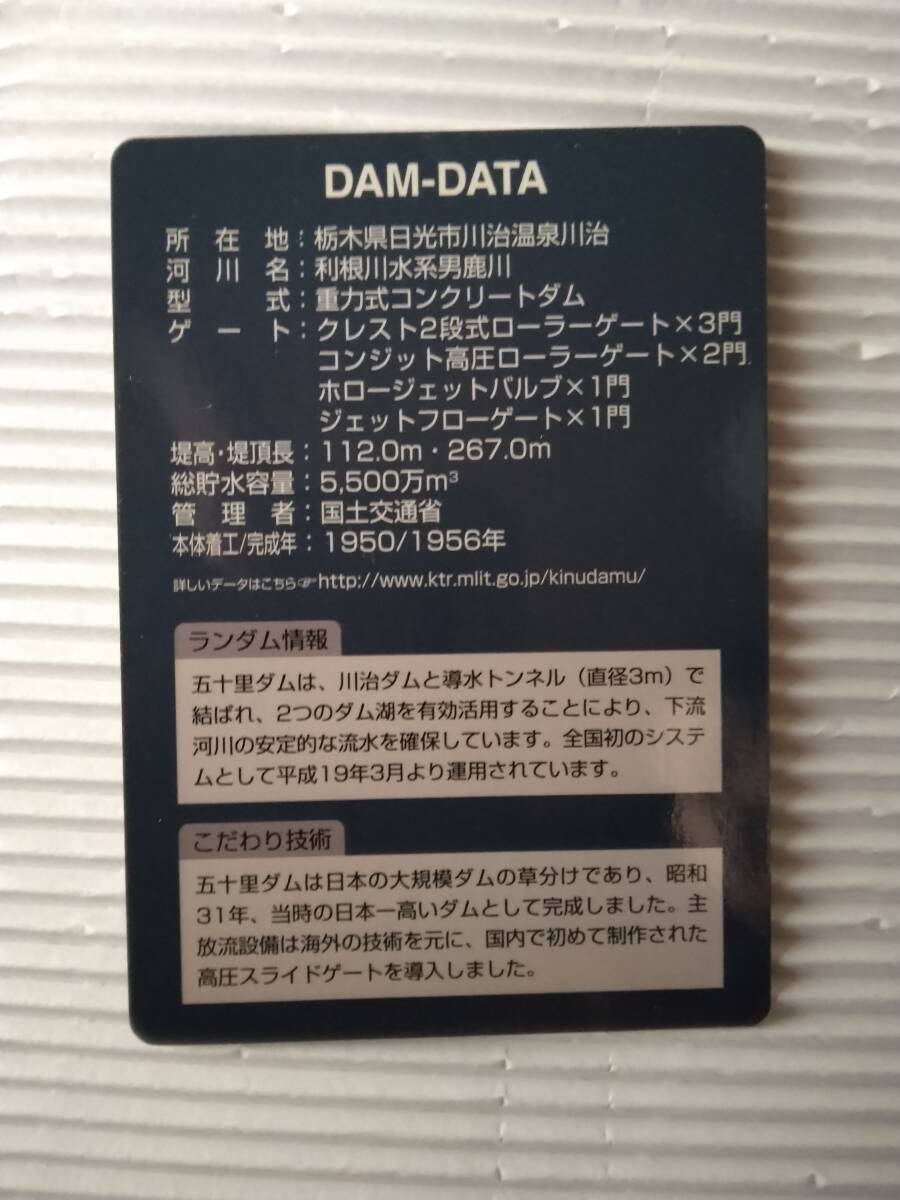 DAM-DATA
所在地：栃木県日光市川治温泉川治
河川名：利根川水系男鹿川
型式：重力式コンクリートダム
ゲート：クレスト2段式ローラーゲート×3門
コンジット高圧ローラーゲート×2門
ホロージェットバルブ×1門
ジェットフローゲート×1門
堤高・堤頂長：112.0m・267.0m
総貯水容量：5,500万m³
管理者：国土交通省
本体着工/完成年：1950/1956年
詳しいデータはこちら☞http://www.ktr.mlit.go.jp/kinudamu/
ランダム情報
五十里ダムは、川治ダムと導水トンネル（直径3m）で
結ばれ、2つのダム湖を有効活用することにより、下流
河川の安定的な流水を確保しています。全国初のシステ
ムとして平成19年3月より運用されています。
こだわり技術
五十里ダムは日本の大規模ダムの草分けであり、昭和
31年、当時の日本一高いダムとして完成しました。主
放流設備は海外の技術を元に、国内で初めて制作された
高圧スライドゲートを導入しました。